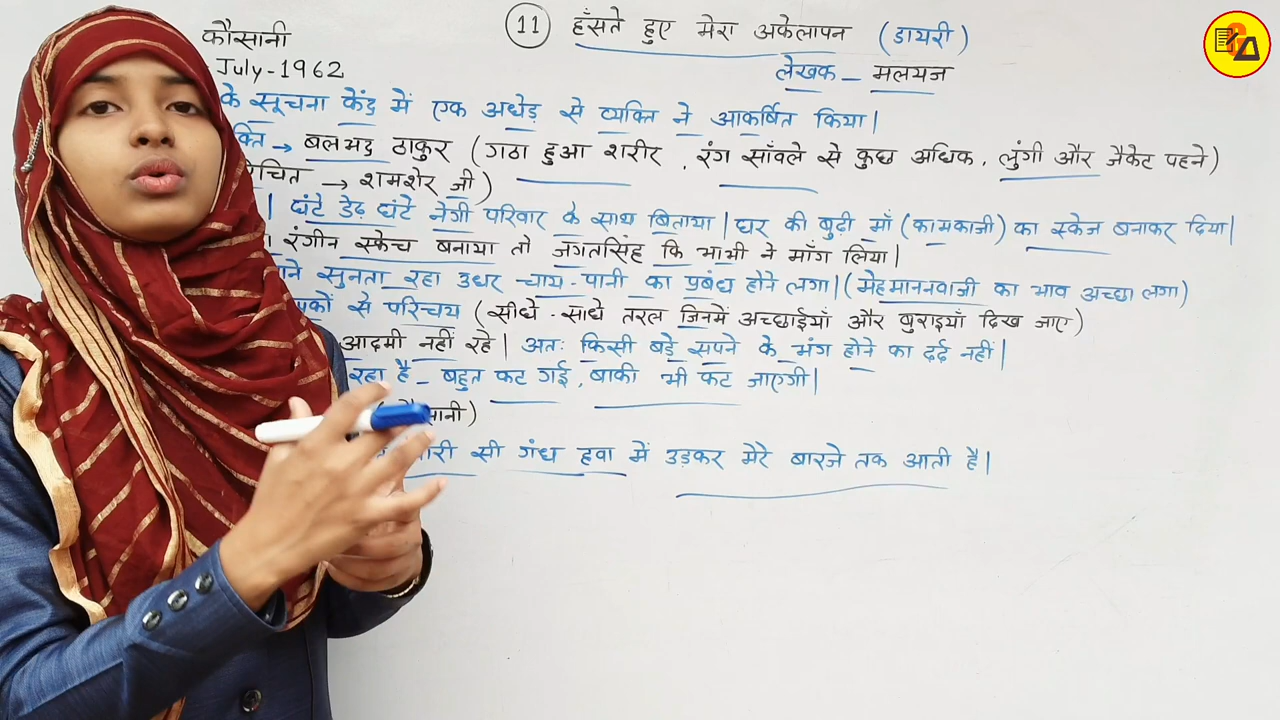 कौसानी
(11) हँसते हुए मेरा अकेलापन (डायरी)
July-1962
लेखक - मलयज
के सूचना केंद्र में एक अधेड़ से व्यक्ति ने आकर्षित किया।
क्ति → बलभद्र ठाकुर (गठा हुआ शरीर, रंग साँवले से कुछ अधिक, लुंगी और जैकेट पहने)
चित → शमशेर जी)
। घंटे डेढ़ घंटे नेगी परिवार के साथ बिताया। घर की बुढ़ी माँ (कामकाजी) का स्केज बनाकर दिया।
रंगीन स्केच बनाया तो जगतसिंह कि भाभी ने माँग लिया।
ाने सुनता रहा उधर चाय-पानी का प्रबंध होने लगा। (मेहमाननवाजी का भाव अच्छा लगा)
कों से परिचय (सीधे-साधे तरल जिनमें अच्छाईयाँ और बुराइयाँ दिख जाए)
आदमी नहीं रहे। अतः किसी बड़े सपने के भंग होने का दर्द नहीं।
रहा है - बहुत कट गई, बाकी भी कट जाएगी।
सानी)
ारी सी गंध हवा में उड़कर मेरे बारजे तक आती है।